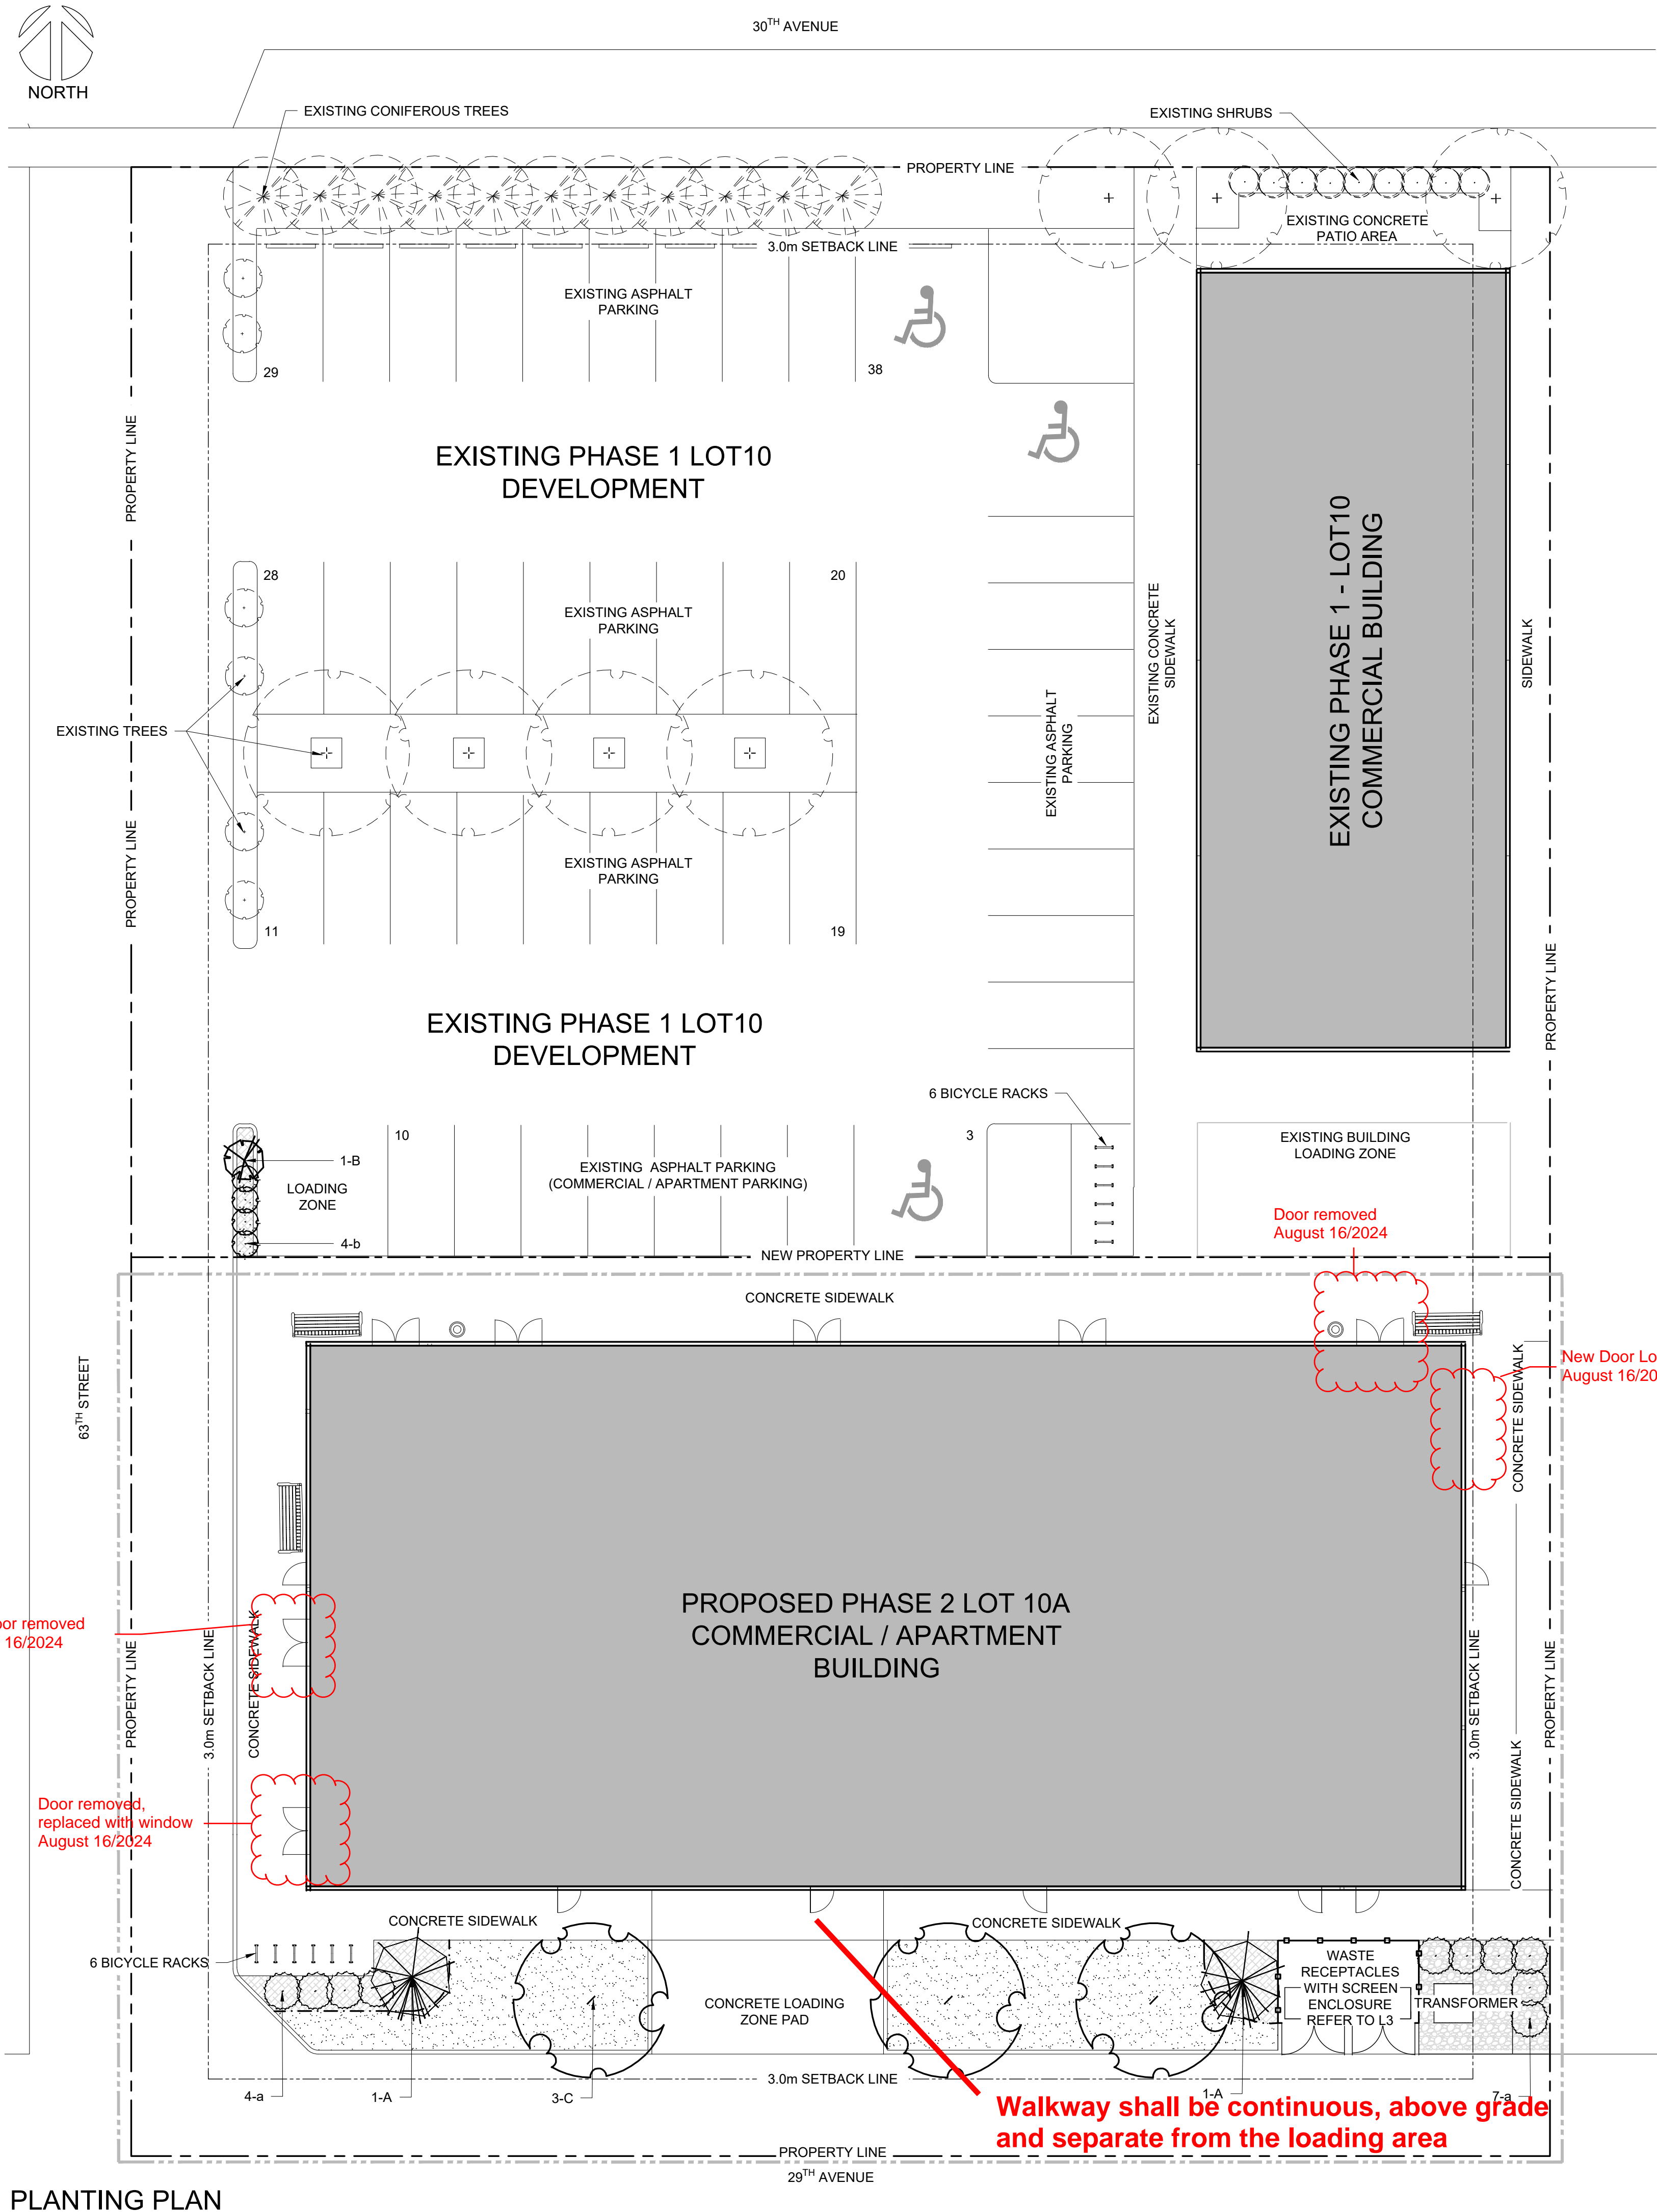 30TH AVENUE
NORTH
EXISTING CONIFEROUS TREES
EXISTING SHRUBS
PROPERTY LINE
EXISTING CONCRETE
PATIO AREA
3.0m SETBACK LINE
EXISTING ASPHALT
PARKING
29
38
PROPERTY LINE
EXISTING PHASE 1 LOT10
DEVELOPMENT
EXISTING PHASE 1 - LOT10
COMMERCIAL BUILDING
28
20
EXISTING ASPHALT
PARKING
EXISTING CONCRETE
SIDEWALK
SIDEWALK
EXISTING TREES
EXISTING ASPHALT
PARKING
PROPERTY LINE
EXISTING ASPHALT
PARKING
11
19
PROPERTY LINE
EXISTING PHASE 1 LOT10
DEVELOPMENT
6 BICYCLE RACKS
10
3
EXISTING BUILDING
LOADING ZONE
1-B
LOADING
ZONE
EXISTING ASPHALT PARKING
(COMMERCIAL / APARTMENT PARKING)
4-b
Door removed
August 16/2024
NEW PROPERTY LINE
CONCRETE SIDEWALK
63TH STREET
New Door Lo
August 16/20
CONCRETE SIDEWALK
PROPOSED PHASE 2 LOT 10A
COMMERCIAL / APARTMENT
BUILDING
oor removed
16/2024
PROPERTY LINE
3.0m SETBACK LINE
CONCRETE SIDEWALK
3.0m SETBACK LINE
CONCRETE SIDEWALK
PROPERTY LINE
Door removed,
replaced with window
August 16/2024
CONCRETE SIDEWALK
CONCRETE SIDEWALK
6 BICYCLE RACKS
WASTE
RECEPTACLES
WITH SCREEN
ENCLOSURE
REFER TO L3
TRANSFORMER
CONCRETE LOADING
ZONE PAD
4-a
1-A
3-C
3.0m SETBACK LINE
1-A
7-a
Walkway shall be continuous, above grade
and separate from the loading area
PROPERTY LINE
29TH AVENUE
PLANTING PLAN